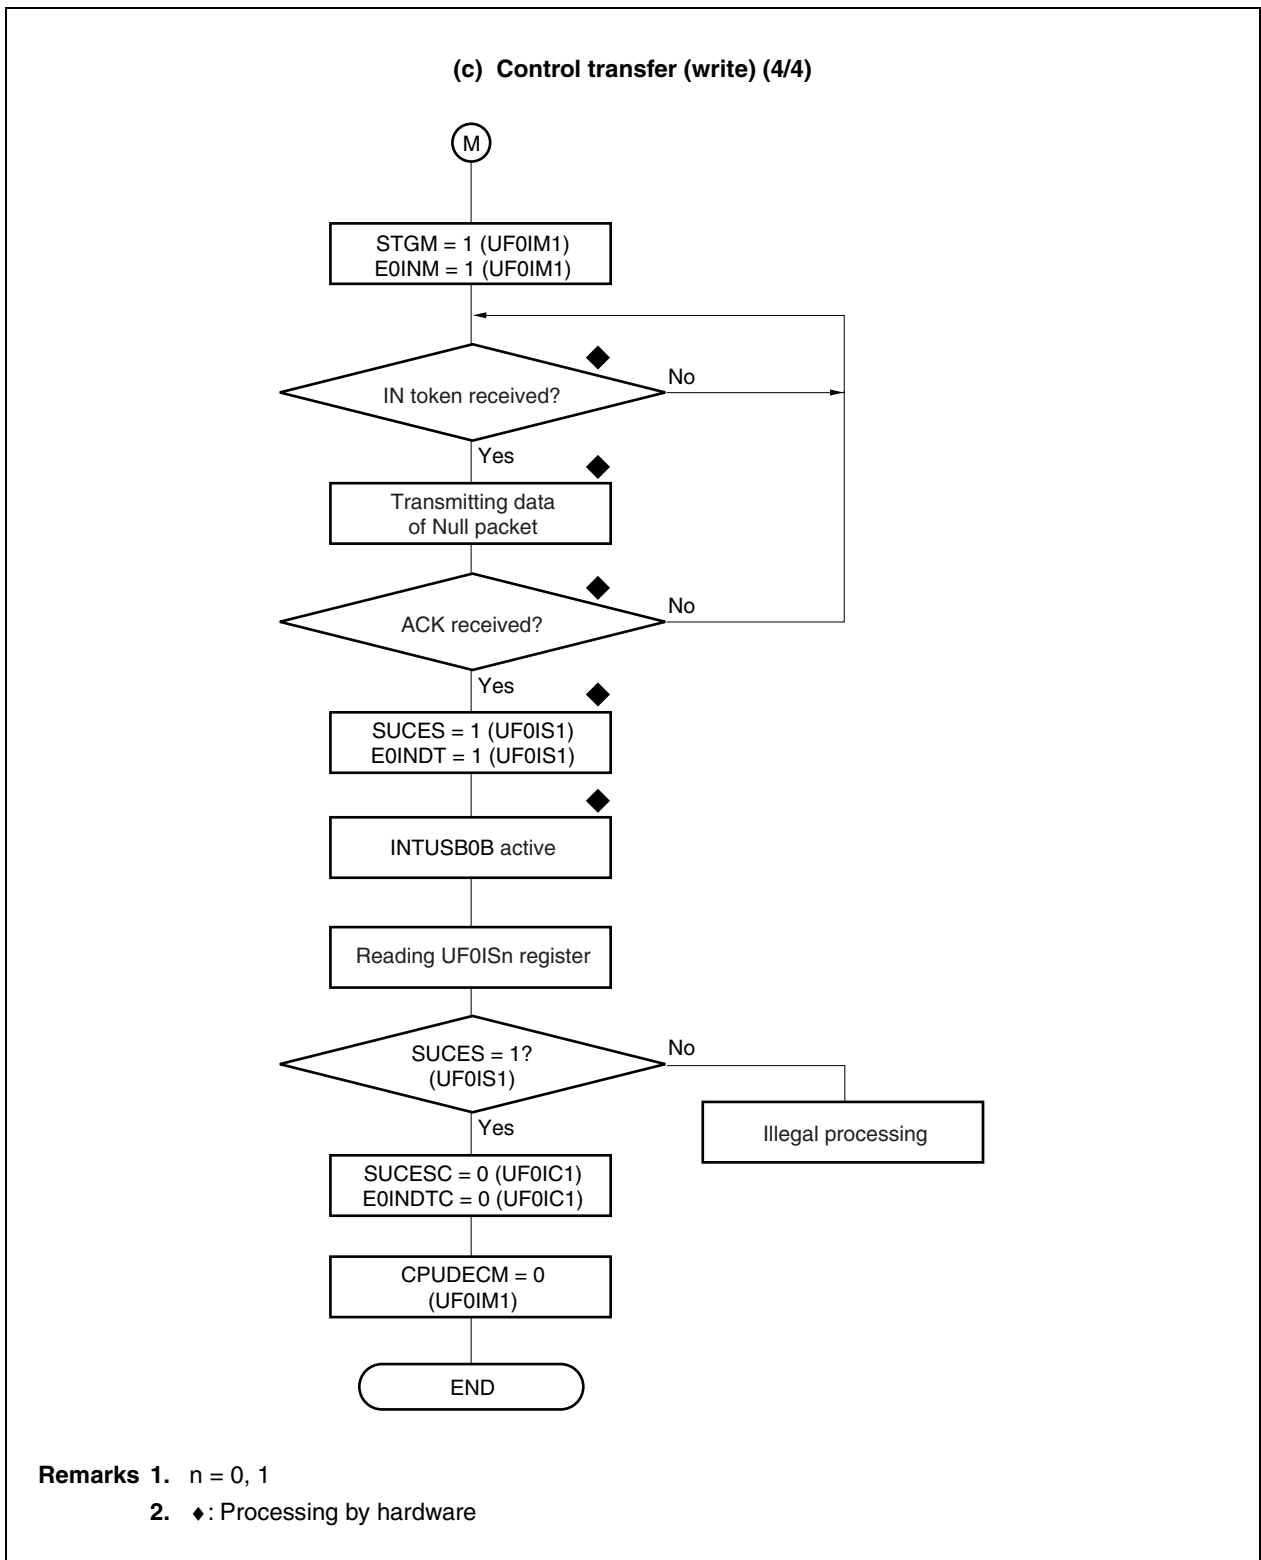 (c) Control transfer (write) (4/4)
M
STGM = 1 (UF0IM1)
E0INM = 1 (UF0IM1)
IN token received?
No
Yes
Transmitting data
of Null packet
ACK received?
No
Yes
SUCES = 1 (UF0IS1)
E0INDT = 1 (UF0IS1)
INTUSB0B active
Reading UF0ISn register
SUCES = 1?
(UF0IS1)
No
Yes
Illegal processing
SUCESC = 0 (UF0IC1)
E0INDTC = 0 (UF0IC1)
CPUDECM = 0
(UF0IM1)
END
Remarks 1. n = 0, 1
2. ♦: Processing by hardware